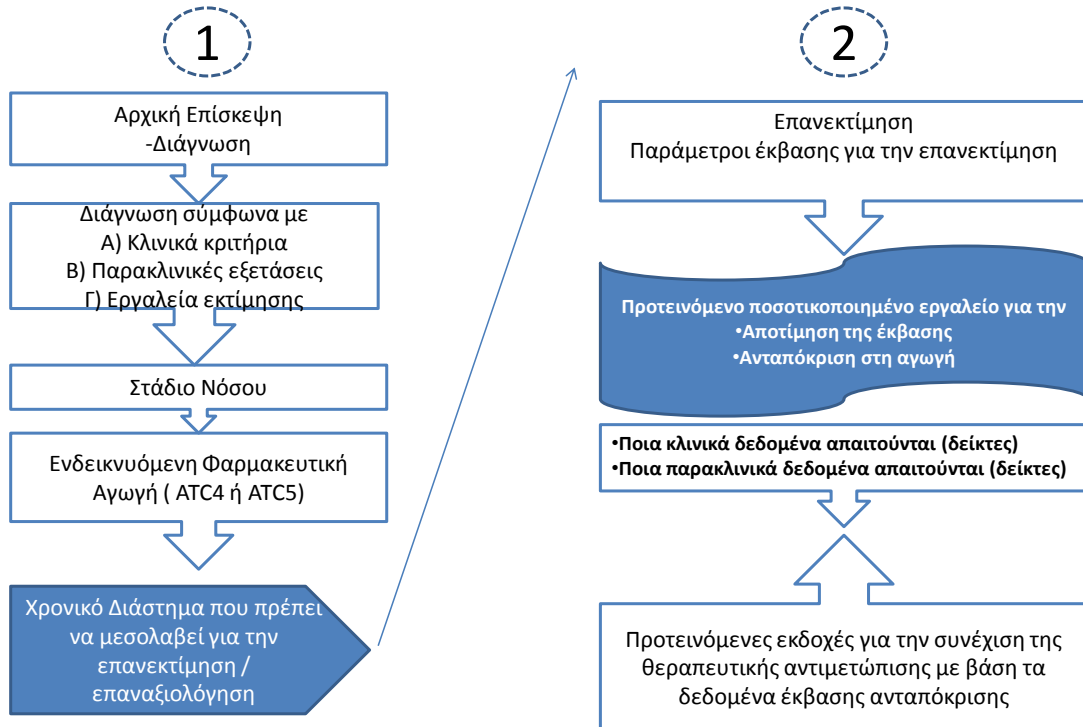 1
Αρχική Επίσκεψη
-Διάγνωση
Διάγνωση σύμφωνα με
Α) Κλινικά κριτήρια
Β) Παρακλινικές εξετάσεις
Γ) Εργαλεία εκτίμησης
Στάδιο Νόσου
Ενδεικνυόμενη Φαρμακευτική
Αγωγή ( ATC4 ή ATC5)
Χρονικό Διάστημα που πρέπει
να μεσολαβεί για την
επανεκτίμηση /
επαναξιολόγηση
2
Επανεκτίμηση
Παράμετροι έκβασης για την επανεκτίμηση
Προτεινόμενο ποσοτικοποιημένο εργαλείο για την
•Αποτίμηση της έκβασης
•Ανταπόκριση στη αγωγή
•Ποια κλινικά δεδομένα απαιτούνται (δείκτες)
•Ποια παρακλινικά δεδομένα απαιτούνται (δείκτες)
Προτεινόμενες εκδοχές για την συνέχιση της
θεραπευτικής αντιμετώπισης με βάση τα
δεδομένα έκβασης ανταπόκρισης